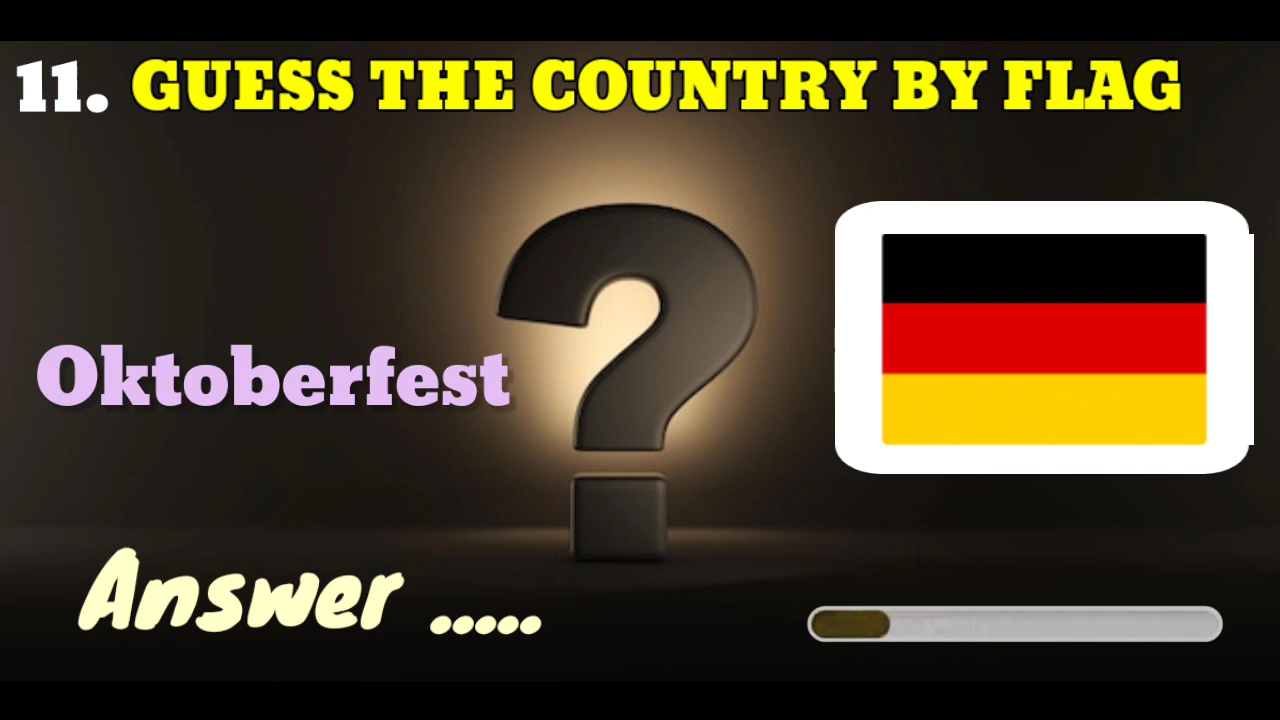 11. GUESS THE COUNTRY BY FLAG
Oktoberfest
Answer .....